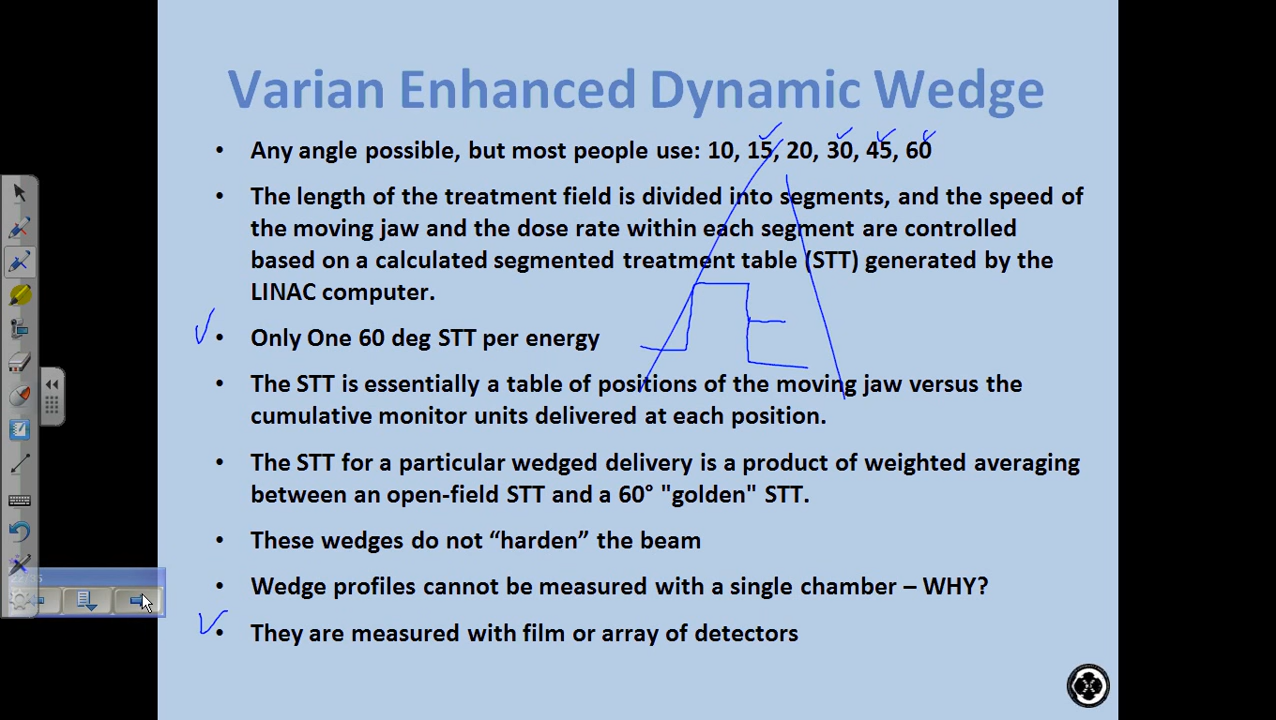 Varian Enhanced Dynamic Wedge
• Any angle possible, but most people use: 10, 15, 20, 30, 45, 60
• The length of the treatment field is divided into segments, and the speed of
the moving jaw and the dose rate within each segment are controlled
based on a calculated segmented treatment table (STT) generated by the
LINAC computer.
• Only One 60 deg STT per energy
• The STT is essentially a table of positions of the moving jaw versus the
cumulative monitor units delivered at each position.
• The STT for a particular wedged delivery is a product of weighted averaging
between an open-field STT and a 60° "golden" STT.
• These wedges do not “harden” the beam
• Wedge profiles cannot be measured with a single chamber – WHY?
• They are measured with film or array of detectors